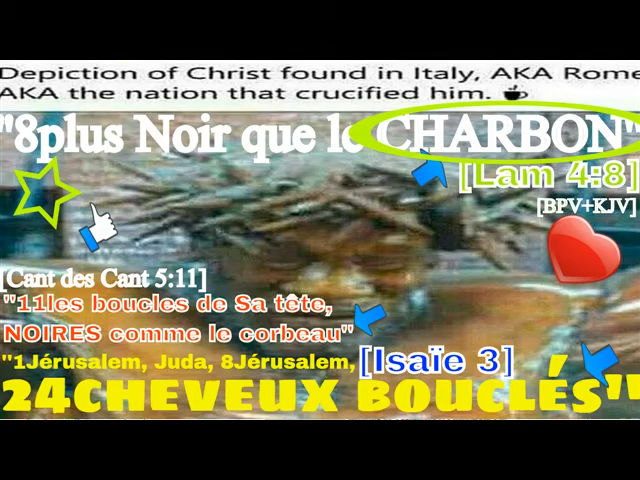 Depiction of Christ found in Italy, AKA Rome
AKA the nation that crucified him. ☕
"8plus Noir que le CHARBON"
[Lam 4:8]
[BPV+KJV]
[Cant des Cant 5:11]
"11les boucles de Sa tête,
NOIRES comme le corbeau"
"1Jérusalem, Juda, 8Jérusalem,
[Isaïe 3]
24CHEVEUX BOUCLÉS"